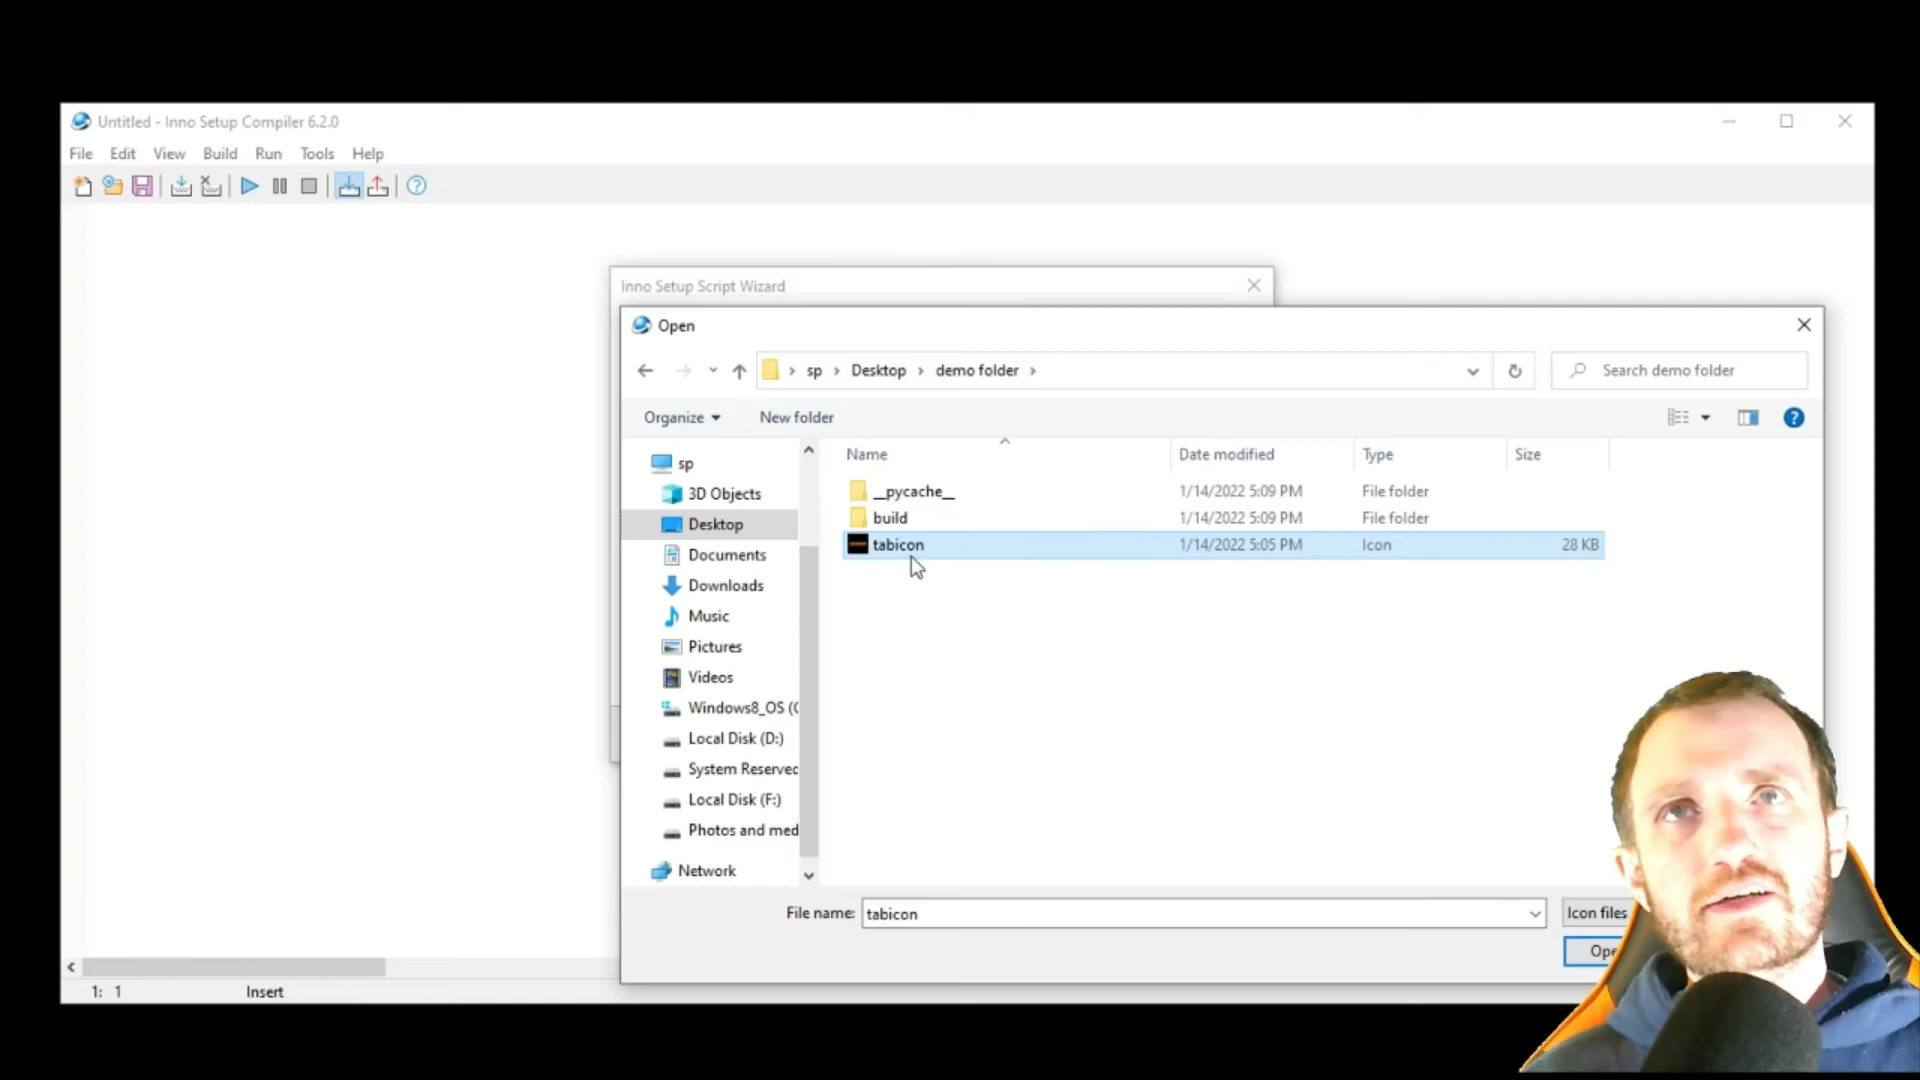 Untitled - Inno Setup Compiler 6.2.0
File Edit View Build Run Tools Help
Inno Setup Script Wizard
Open
sp › Desktop › demo folder ›
Search demo folder
Organize
New folder
Name Date modified Type Size
sp
3D Objects
Desktop
Documents
Downloads
Music
Pictures
Videos
Windows8_OS (C
Local Disk (D:)
System Reserved
Local Disk (F:)
Photos and med
Network
__pycache__ 1/14/2022 5:09 PM File folder
build 1/14/2022 5:09 PM File folder
tabicon 1/14/2022 5:05 PM Icon 28 KB
File name: tabicon
Icon files
Ope
1: 1 Insert